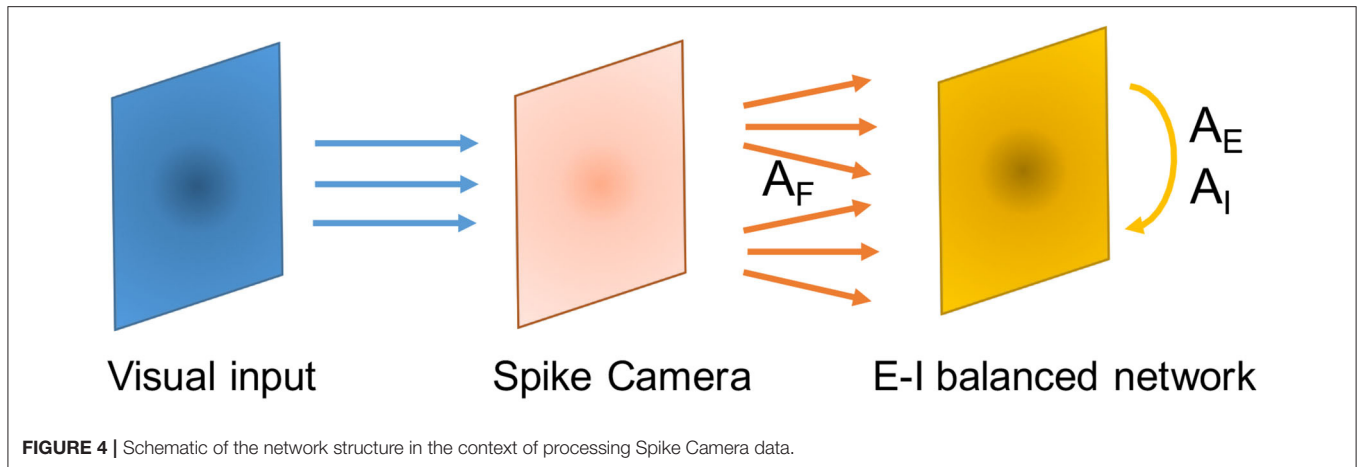 A_F
A_E
A_I
Visual input
Spike Camera
E-I balanced network
FIGURE 4 | Schematic of the network structure in the context of processing Spike Camera data.